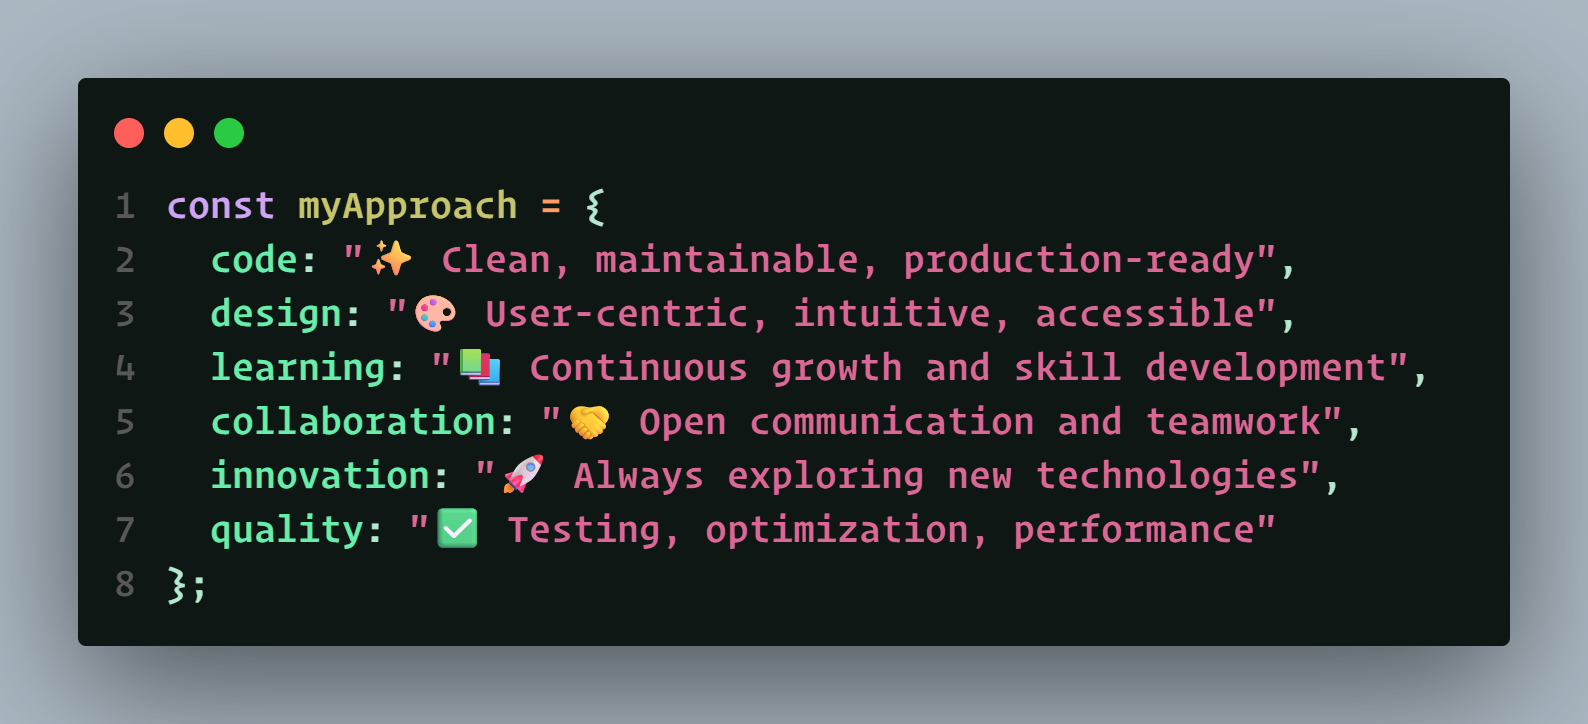 1 const myApproach = {
2   code: "✨ Clean, maintainable, production-ready",
3   design: "🎨 User-centric, intuitive, accessible",
4   learning: "📚 Continuous growth and skill development",
5   collaboration: "🤝 Open communication and teamwork",
6   innovation: "🚀 Always exploring new technologies",
7   quality: "✅ Testing, optimization, performance"
8 };